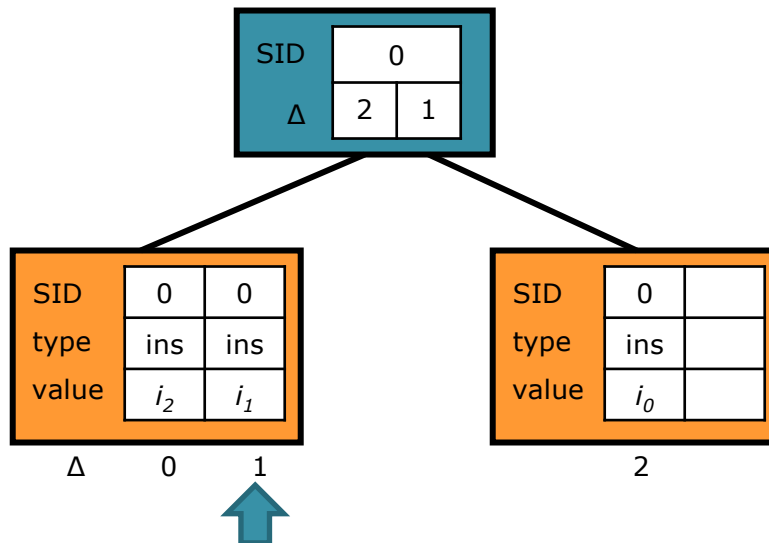 SID 0
Δ 2 1
SID 0 0
type ins ins
value i₂ i₁
Δ 0 1
SID 0
type ins
value i₀
2